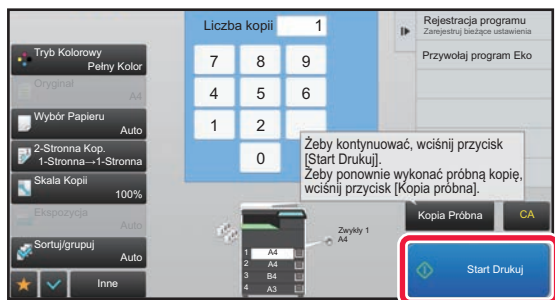 Liczba kopii 1
Rejestracja programu
Zarejestruj bieżące ustawienia
Przywołaj program Eko
Tryb Kolorowy
Pełny Kolor
Oryginał
A4
Wybór Papieru
Auto
2-Stronna Kop.
1-Stronna→1-Stronna
Skala Kopii
100%
Ekspozycja
Auto
Sortuj/grupuj
Auto
Inne
7 8 9
4 5 6
1 2
0
Żeby kontynuować, wciśnij przycisk
[Start Drukuj].
Żeby ponownie wykonać próbną kopię,
wciśnij przycisk [Kopia próbna].
Zwykły 1
A4
1 A4
2 A4
3 B4
4 A3
Kopia Próbna
CA
Start Drukuj